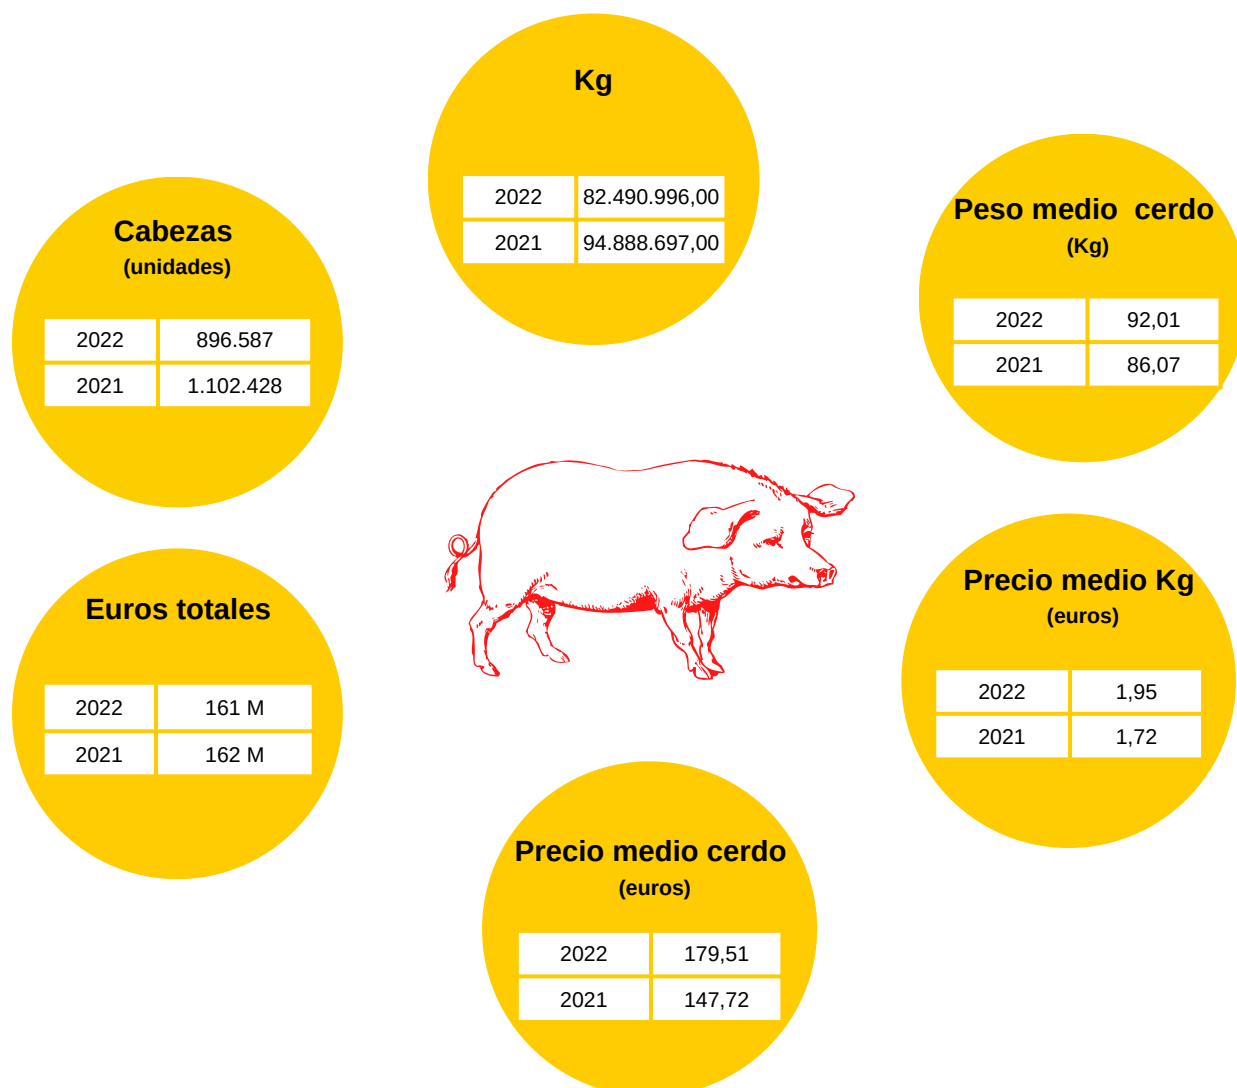 Kg
2022 82.490.996,00
2021 94.888.697,00
Cabezas
(unidades)
2022 896.587
2021 1.102.428
Peso medio cerdo
(Kg)
2022 92,01
2021 86,07
Euros totales
2022 161 M
2021 162 M
Precio medio Kg
(euros)
2022 1,95
2021 1,72
Precio medio cerdo
(euros)
2022 179,51
2021 147,72